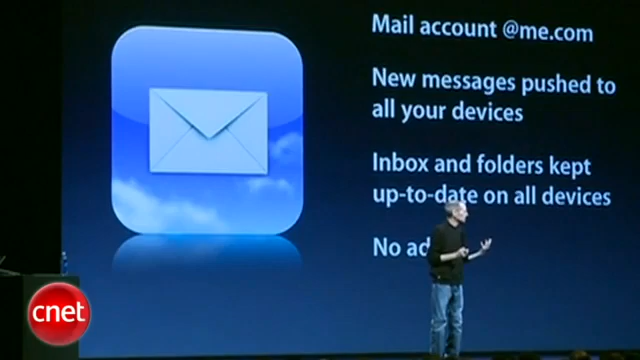 Mail account @me.com
New messages pushed to
all your devices
Inbox and folders kept
up-to-date on all devices
No
cnet